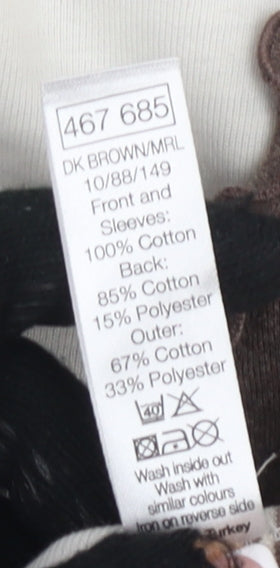 467 685
DK BROWN/MRL
10/88/149
Front and
Sleeves:
100% Cotton
Back:
85% Cotton
15% Polyester
Outer:
67% Cotton
33% Polyester
40
Wash inside out
Wash with
similar colours
Iron on reverse side
Turkey